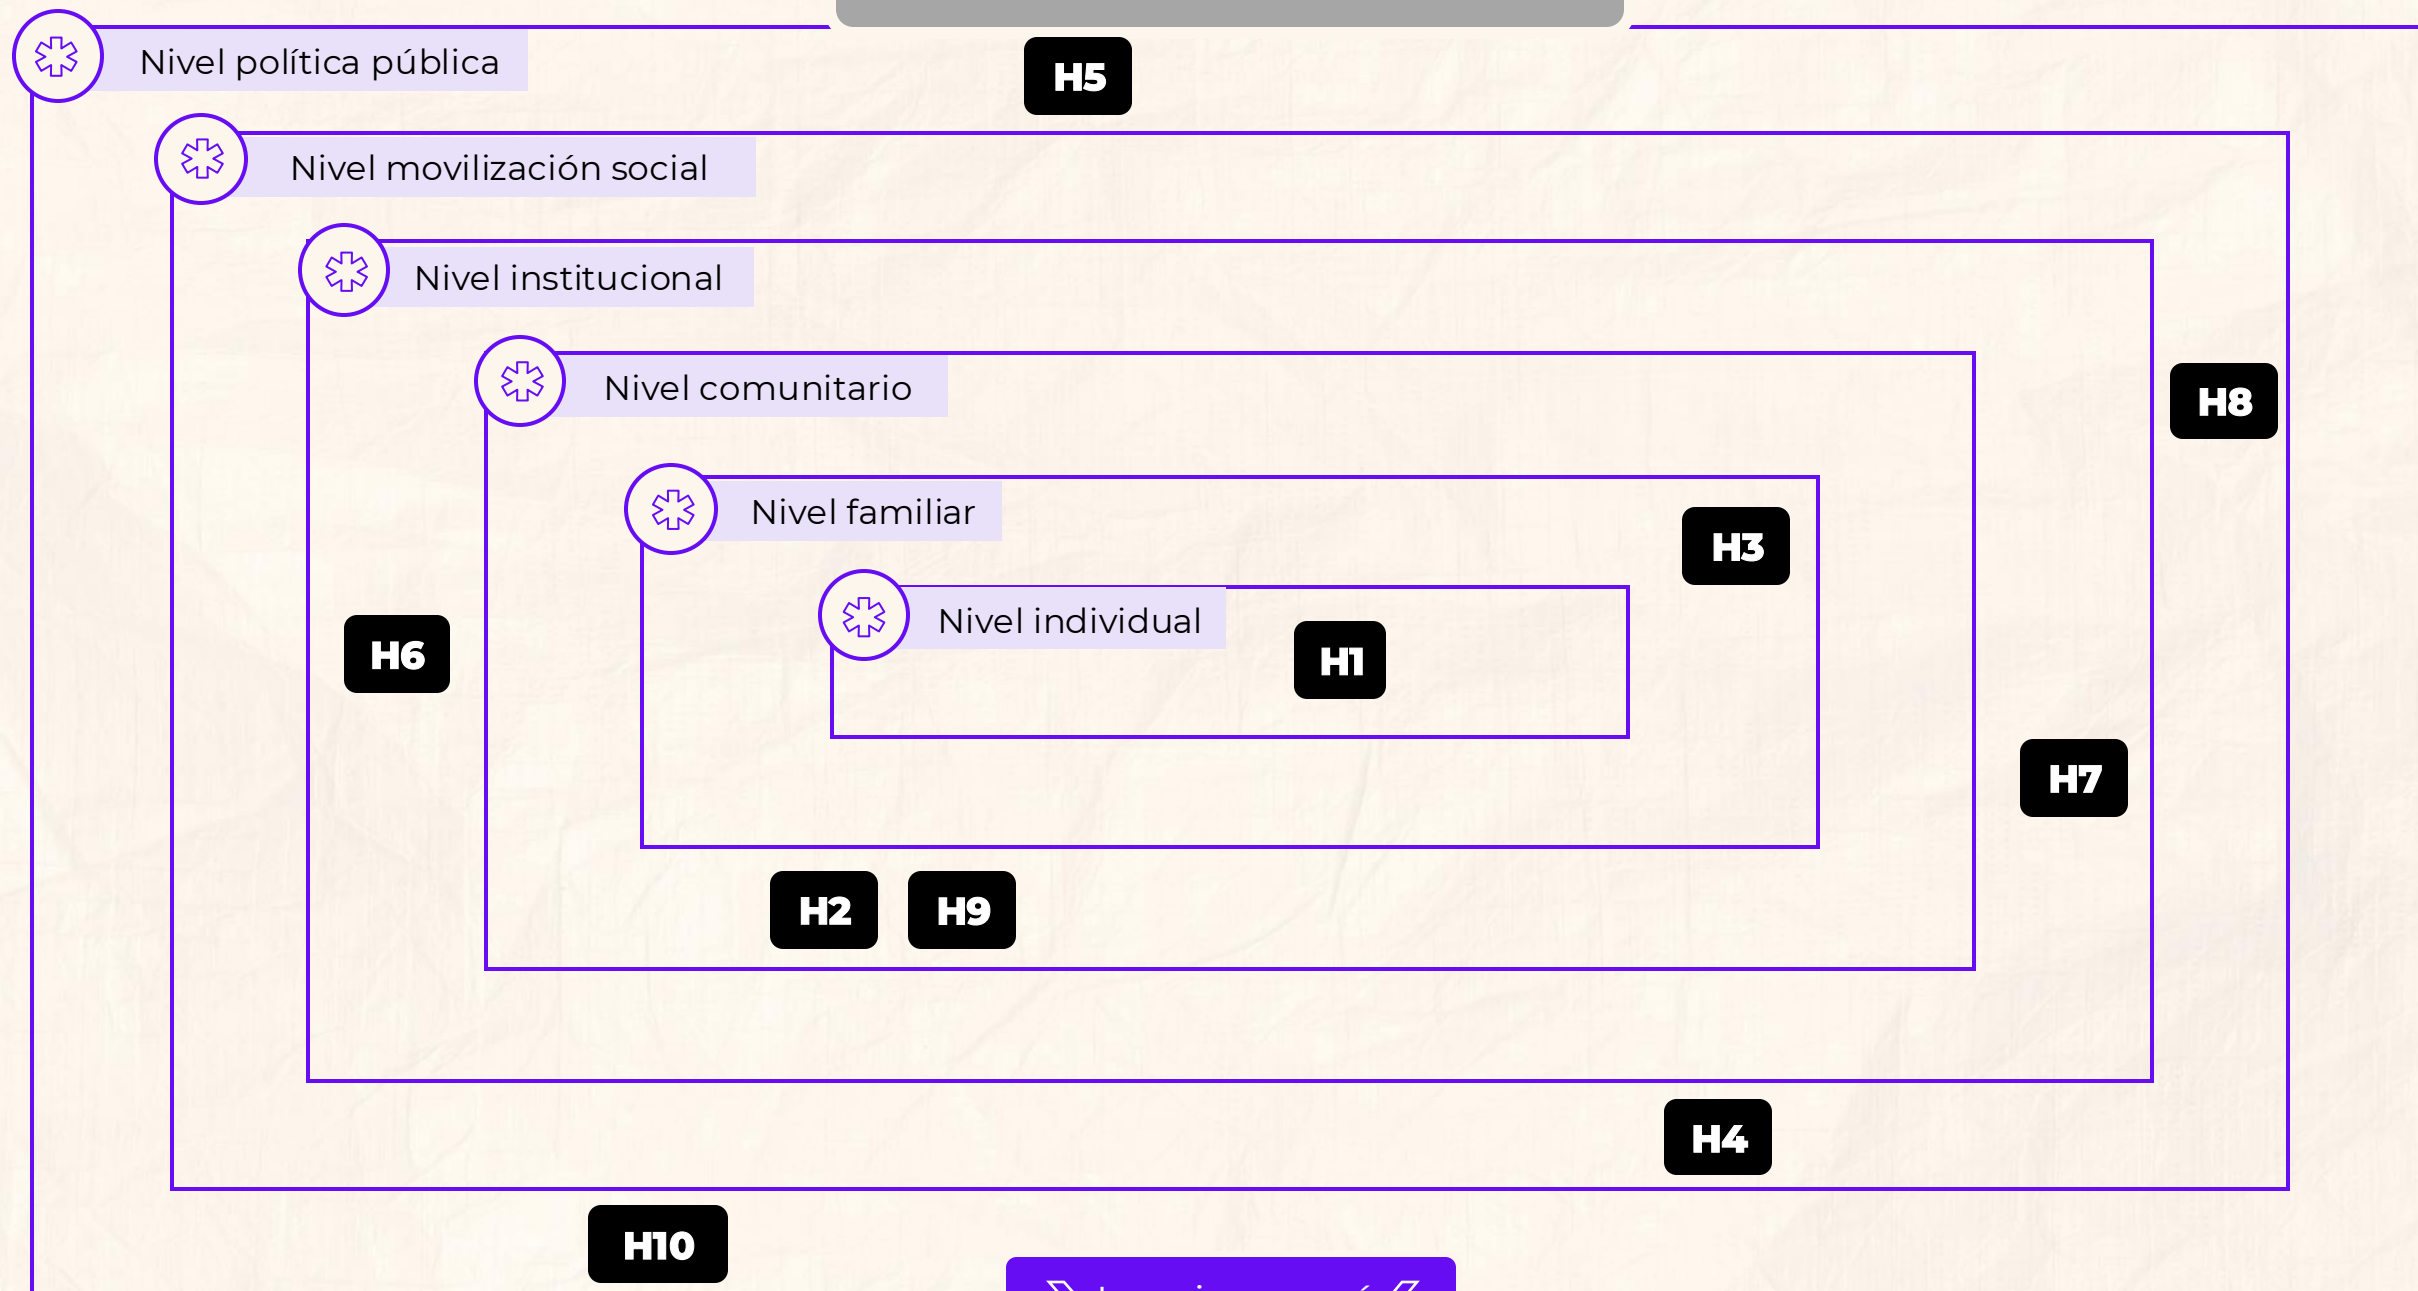 Nivel política pública
H5
Nivel movilización social
Nivel institucional
Nivel comunitario
H8
Nivel familiar
H3
Nivel individual
H6
H1
H7
H2 H9
H4
H10